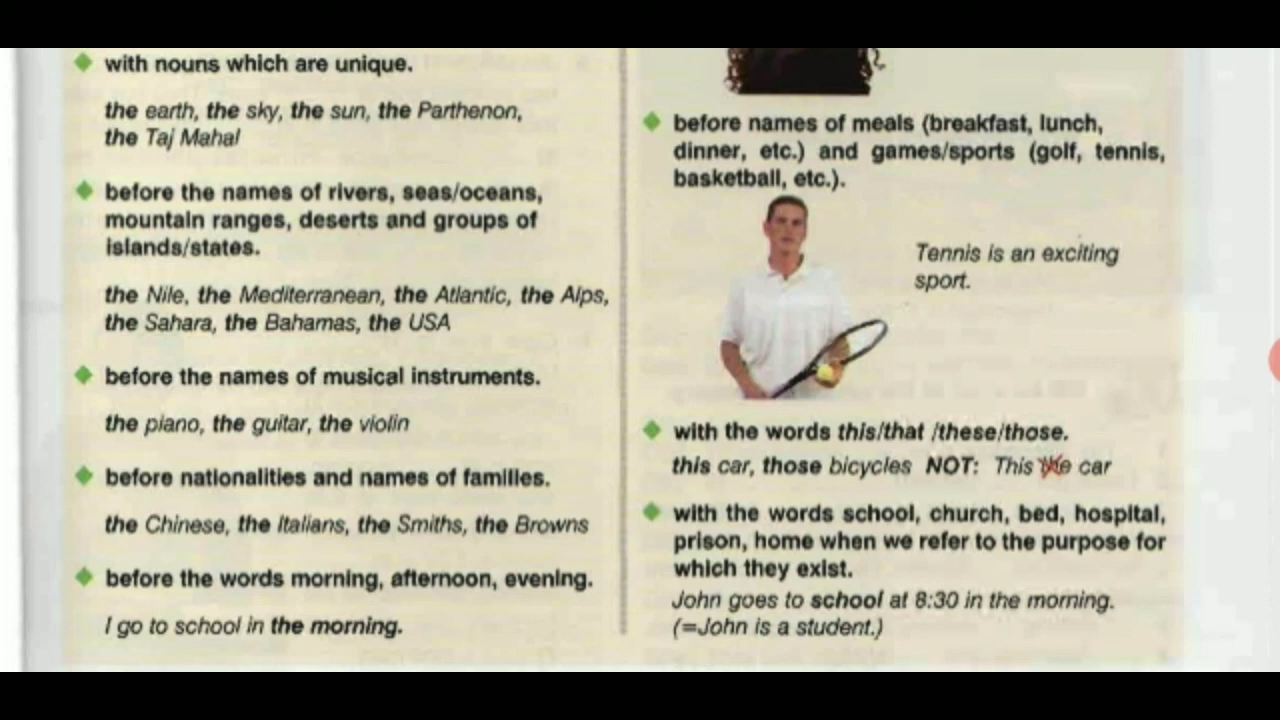 with nouns which are unique.
the earth, the sky, the sun, the Parthenon,
the Taj Mahal
before the names of rivers, seas/oceans,
mountain ranges, deserts and groups of
islands/states.
the Nile, the Mediterranean, the Atlantic, the Alps,
the Sahara, the Bahamas, the USA
before the names of musical instruments.
the piano, the guitar, the violin
before nationalities and names of families.
the Chinese, the Italians, the Smiths, the Browns
before the words morning, afternoon, evening.
I go to school in the morning.
before names of meals (breakfast, lunch,
dinner, etc.) and games/sports (golf, tennis,
basketball, etc.).
Tennis is an exciting
sport.
with the words this/that /these/those.
this car, those bicycles NOT: This the car
with the words school, church, bed, hospital,
prison, home when we refer to the purpose for
which they exist.
John goes to school at 8:30 in the morning.
(=John is a student.)